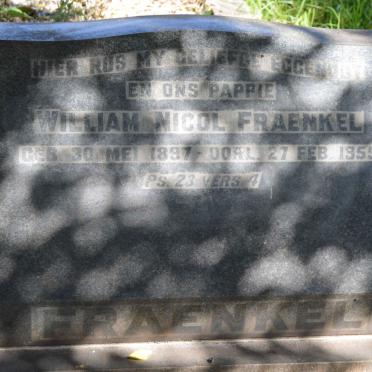 HIER RUS MY GELIEFDE EGGENOOT
EN ONS PAPPIE
WILLIAM NICOL FRAENKEL
GEB. 30 MEI 1897 - OORL. 27 FEB. 1959
PS. 23 VERS 4
FRAENKEL